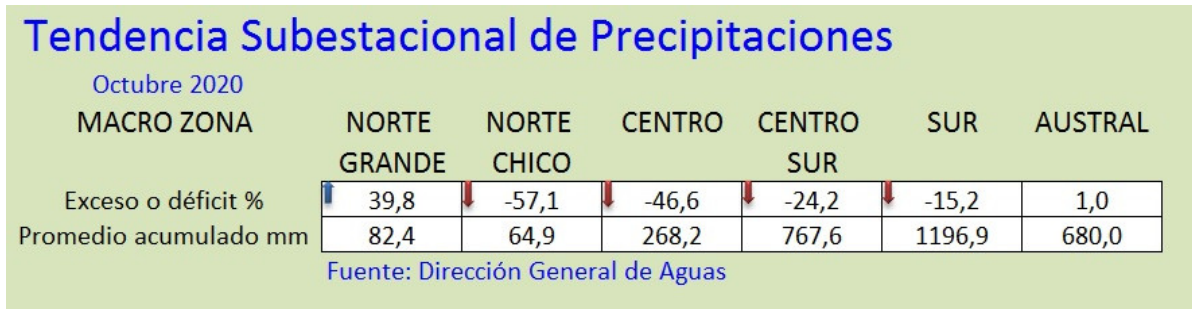 Tendencia Subestacional de Precipitaciones
Octubre 2020
MACRO ZONA NORTE GRANDE NORTE CHICO CENTRO CENTRO SUR SUR AUSTRAL
Exceso o déficit % 39,8 -57,1 -46,6 -24,2 -15,2 1,0
Promedio acumulado mm 82,4 64,9 268,2 767,6 1196,9 680,0
Fuente: Dirección General de Aguas